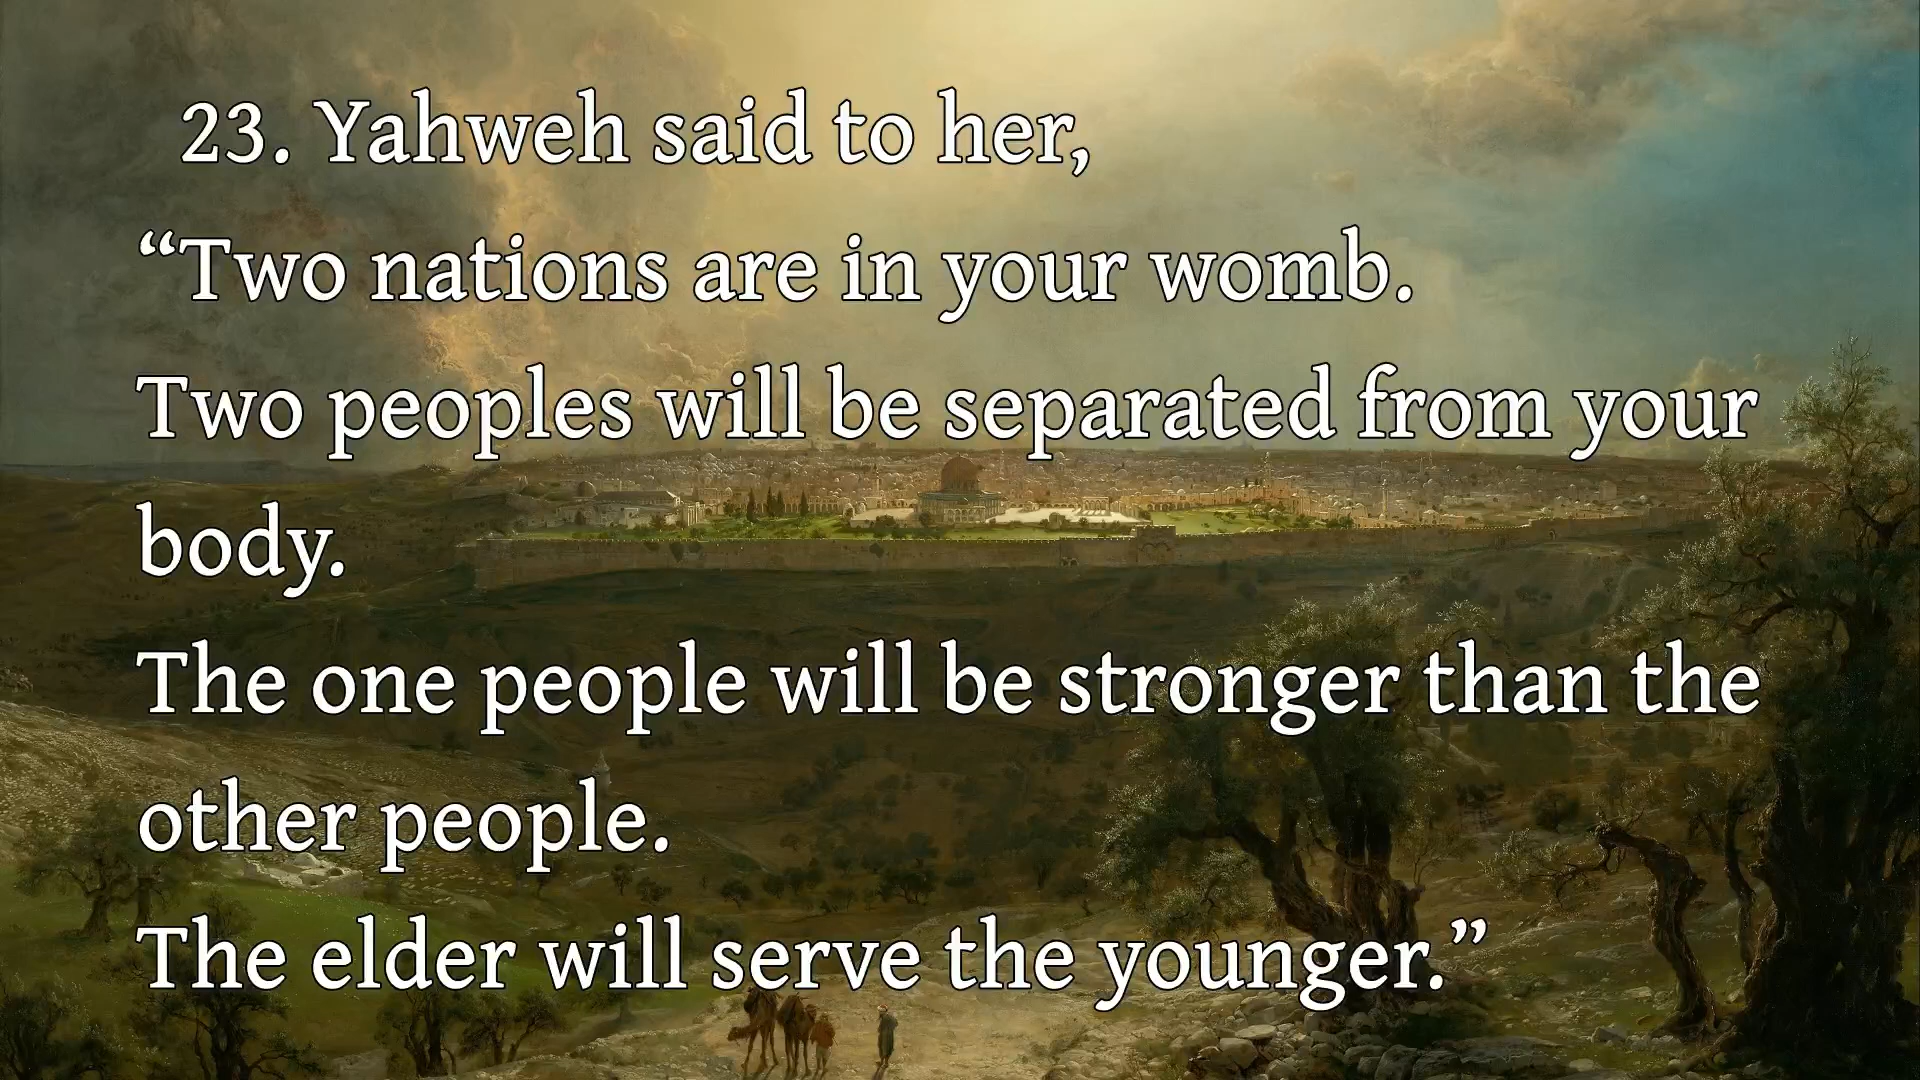 23. Yahweh said to her,
“Two nations are in your womb.
Two peoples will be separated from your
body.
The one people will be stronger than the
other people.
The elder will serve the younger.”